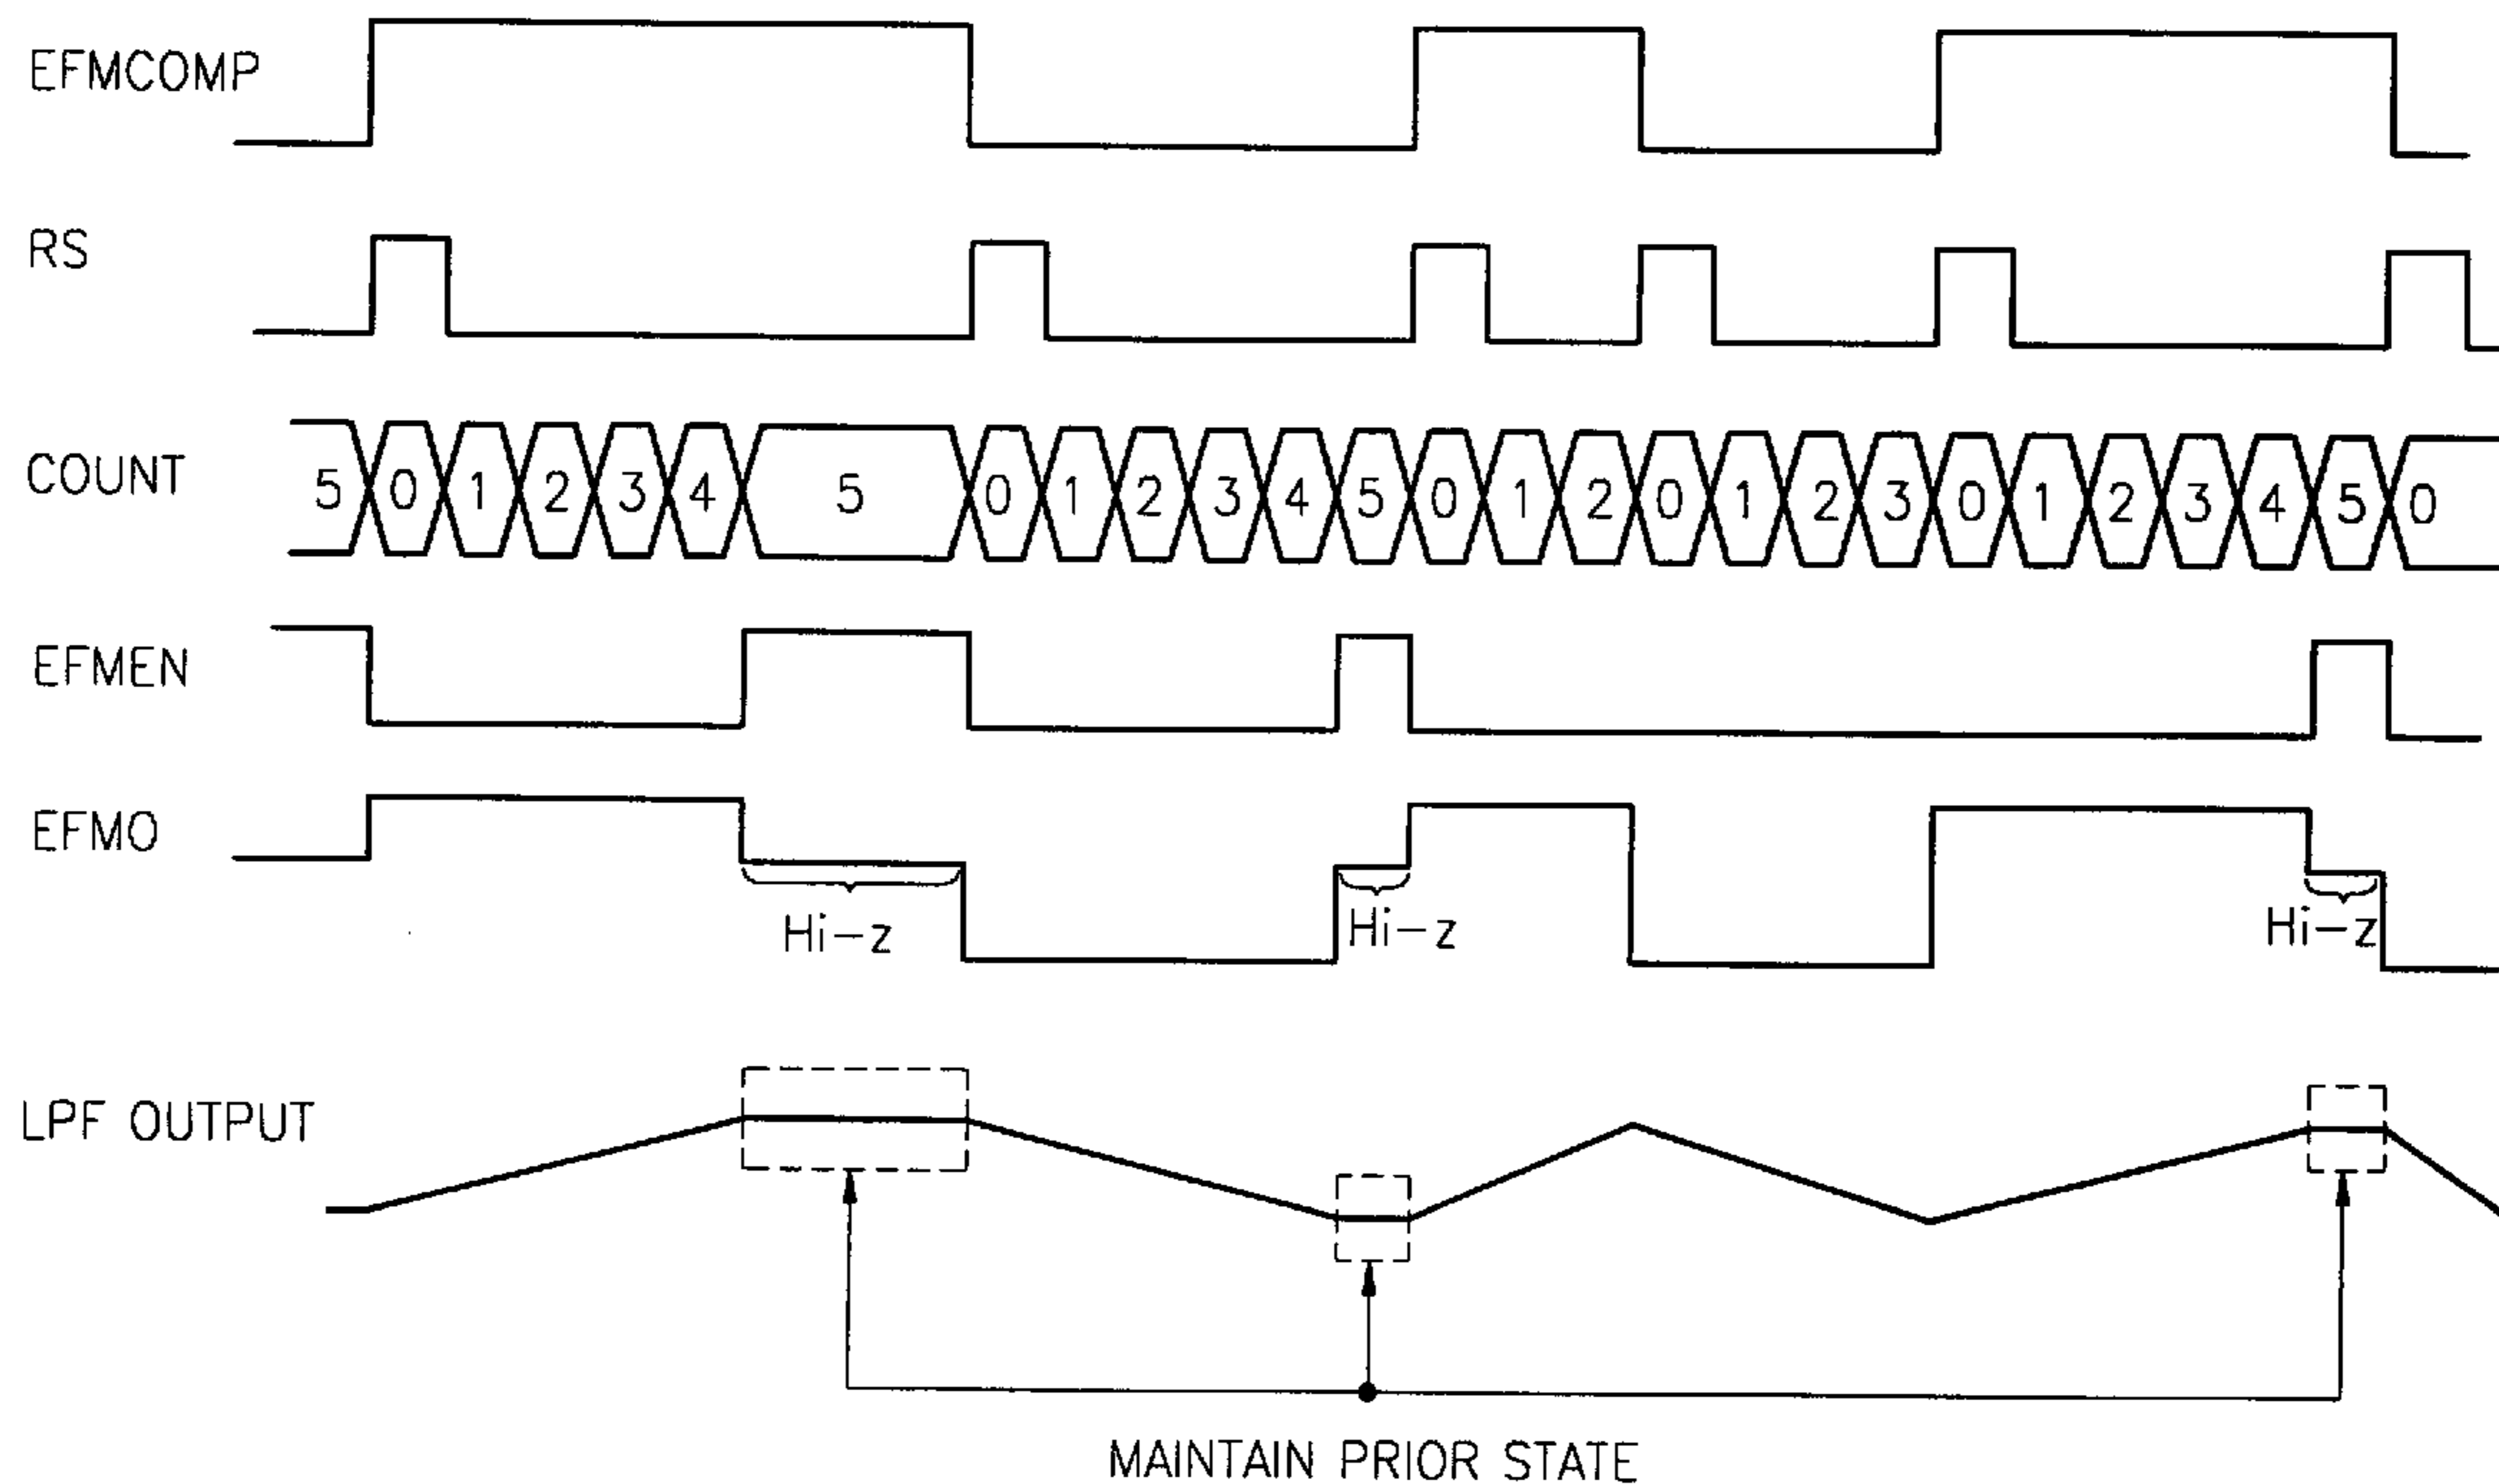 EFMCOMP
RS
COUNT 5 0 1 2 3 4 5 0 1 2 3 4 5 0 1 2 0 1 2 3 0 1 2 3 4 5 0
EFMEN
EFMO
Hi-z Hi-z Hi-z
LPF OUTPUT
MAINTAIN PRIOR STATE